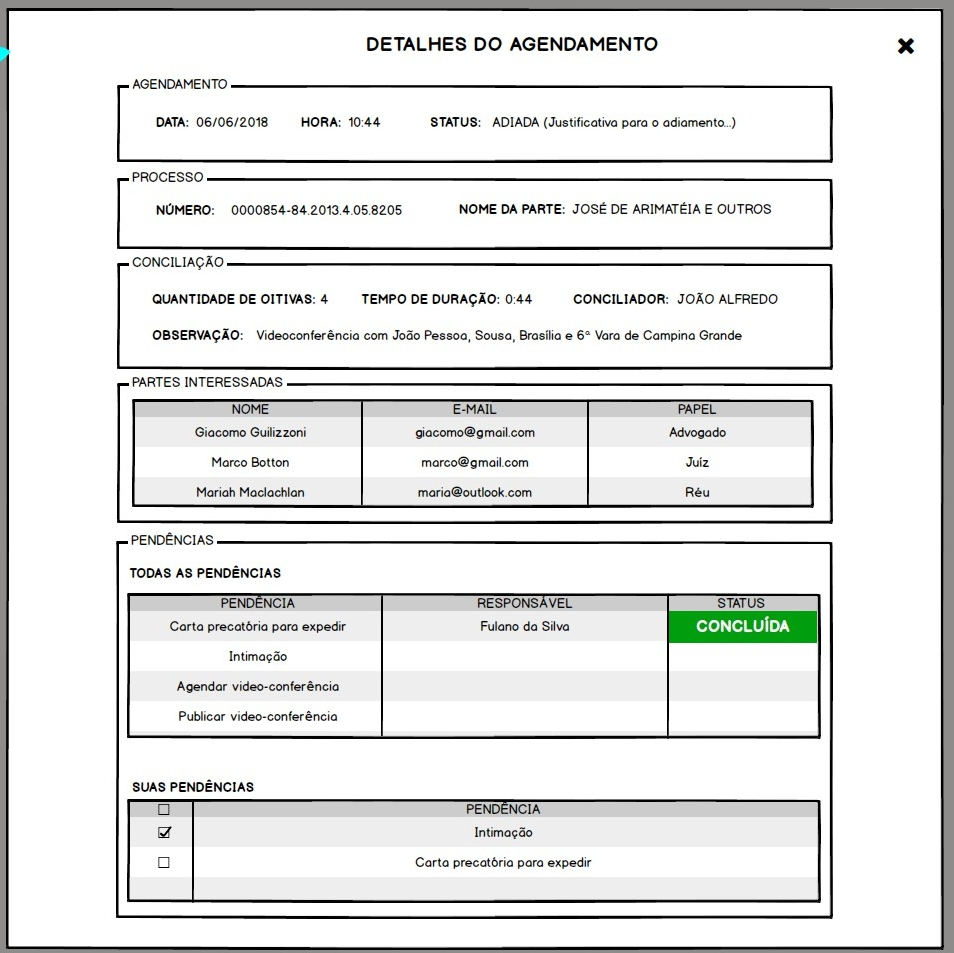 DETALHES DO AGENDAMENTO
AGENDAMENTO
DATA: 06/06/2018 HORA: 10:44 STATUS: ADIADA (Justificativa para o adiamento...)
PROCESSO
NÚMERO: 0000854-84.2013.4.05.8205 NOME DA PARTE: JOSÉ DE ARIMATÉIA E OUTROS
CONCILIAÇÃO
QUANTIDADE DE OITIVAS: 4 TEMPO DE DURAÇÃO: 0:44 CONCILIADOR: JOÃO ALFREDO
OBSERVAÇÃO: Videoconferência com João Pessoa, Sousa, Brasília e 6ª Vara de Campina Grande
PARTES INTERESSADAS
NOME E-MAIL PAPEL
Giacomo Guilizzoni giacomo@gmail.com Advogado
Marco Botton marco@gmail.com Juíz
Mariah Maclachlan maria@outlook.com Réu
PENDÊNCIAS
TODAS AS PENDÊNCIAS
PENDÊNCIA RESPONSÁVEL STATUS
Carta precatória para expedir Fulano da Silva CONCLUÍDA
Intimação
Agendar video-conferência
Publicar video-conferência
SUAS PENDÊNCIAS
PENDÊNCIA
Intimação
Carta precatória para expedir